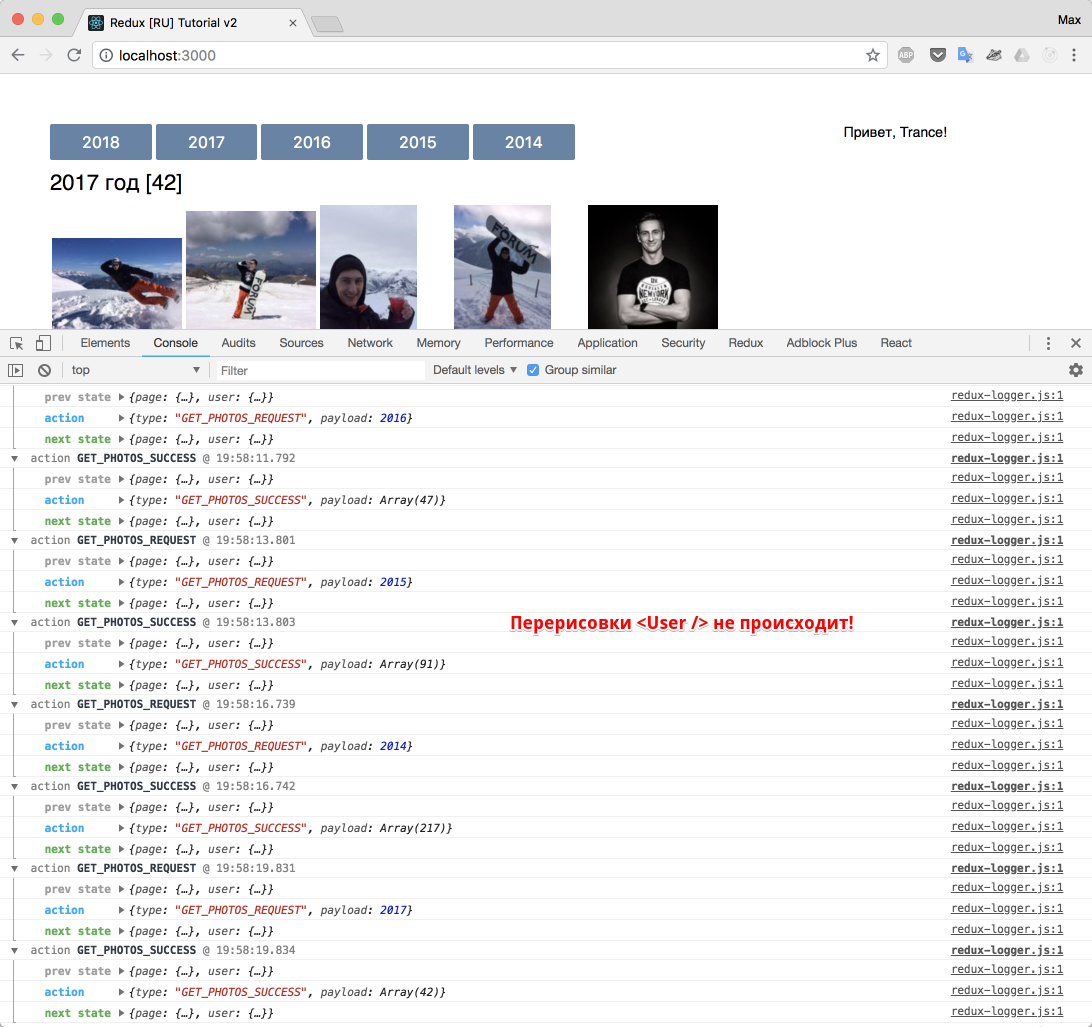 Redux [RU] Tutorial v2
Max
localhost:3000
ABP
2018 2017 2016 2015 2014
Привет, Trance!
2017 год [42]
FORUM
FORUM
NEWYORK
Elements Console Audits Sources Network Memory Performance Application Security Redux Adblock Plus React
top Filter Default levels Group similar
prev state {page: {…}, user: {…}} redux-logger.js:1
action {type: "GET_PHOTOS_REQUEST", payload: 2016} redux-logger.js:1
next state {page: {…}, user: {…}} redux-logger.js:1
action GET_PHOTOS_SUCCESS @ 19:58:11.792 redux-logger.js:1
prev state {page: {…}, user: {…}} redux-logger.js:1
action {type: "GET_PHOTOS_SUCCESS", payload: Array(47)} redux-logger.js:1
next state {page: {…}, user: {…}} redux-logger.js:1
action GET_PHOTOS_REQUEST @ 19:58:13.801 redux-logger.js:1
prev state {page: {…}, user: {…}} redux-logger.js:1
action {type: "GET_PHOTOS_REQUEST", payload: 2015} redux-logger.js:1
next state {page: {…}, user: {…}} redux-logger.js:1
action GET_PHOTOS_SUCCESS @ 19:58:13.803 Перерисовки <User /> не происходит! redux-logger.js:1
prev state {page: {…}, user: {…}} redux-logger.js:1
action {type: "GET_PHOTOS_SUCCESS", payload: Array(91)} redux-logger.js:1
next state {page: {…}, user: {…}} redux-logger.js:1
action GET_PHOTOS_REQUEST @ 19:58:16.739 redux-logger.js:1
prev state {page: {…}, user: {…}} redux-logger.js:1
action {type: "GET_PHOTOS_REQUEST", payload: 2014} redux-logger.js:1
next state {page: {…}, user: {…}} redux-logger.js:1
action GET_PHOTOS_SUCCESS @ 19:58:16.742 redux-logger.js:1
prev state {page: {…}, user: {…}} redux-logger.js:1
action {type: "GET_PHOTOS_SUCCESS", payload: Array(217)} redux-logger.js:1
next state {page: {…}, user: {…}} redux-logger.js:1
action GET_PHOTOS_REQUEST @ 19:58:19.831 redux-logger.js:1
prev state {page: {…}, user: {…}} redux-logger.js:1
action {type: "GET_PHOTOS_REQUEST", payload: 2017} redux-logger.js:1
next state {page: {…}, user: {…}} redux-logger.js:1
action GET_PHOTOS_SUCCESS @ 19:58:19.834 redux-logger.js:1
prev state {page: {…}, user: {…}} redux-logger.js:1
action {type: "GET_PHOTOS_SUCCESS", payload: Array(42)} redux-logger.js:1
next state {page: {…}, user: {…}} redux-logger.js:1